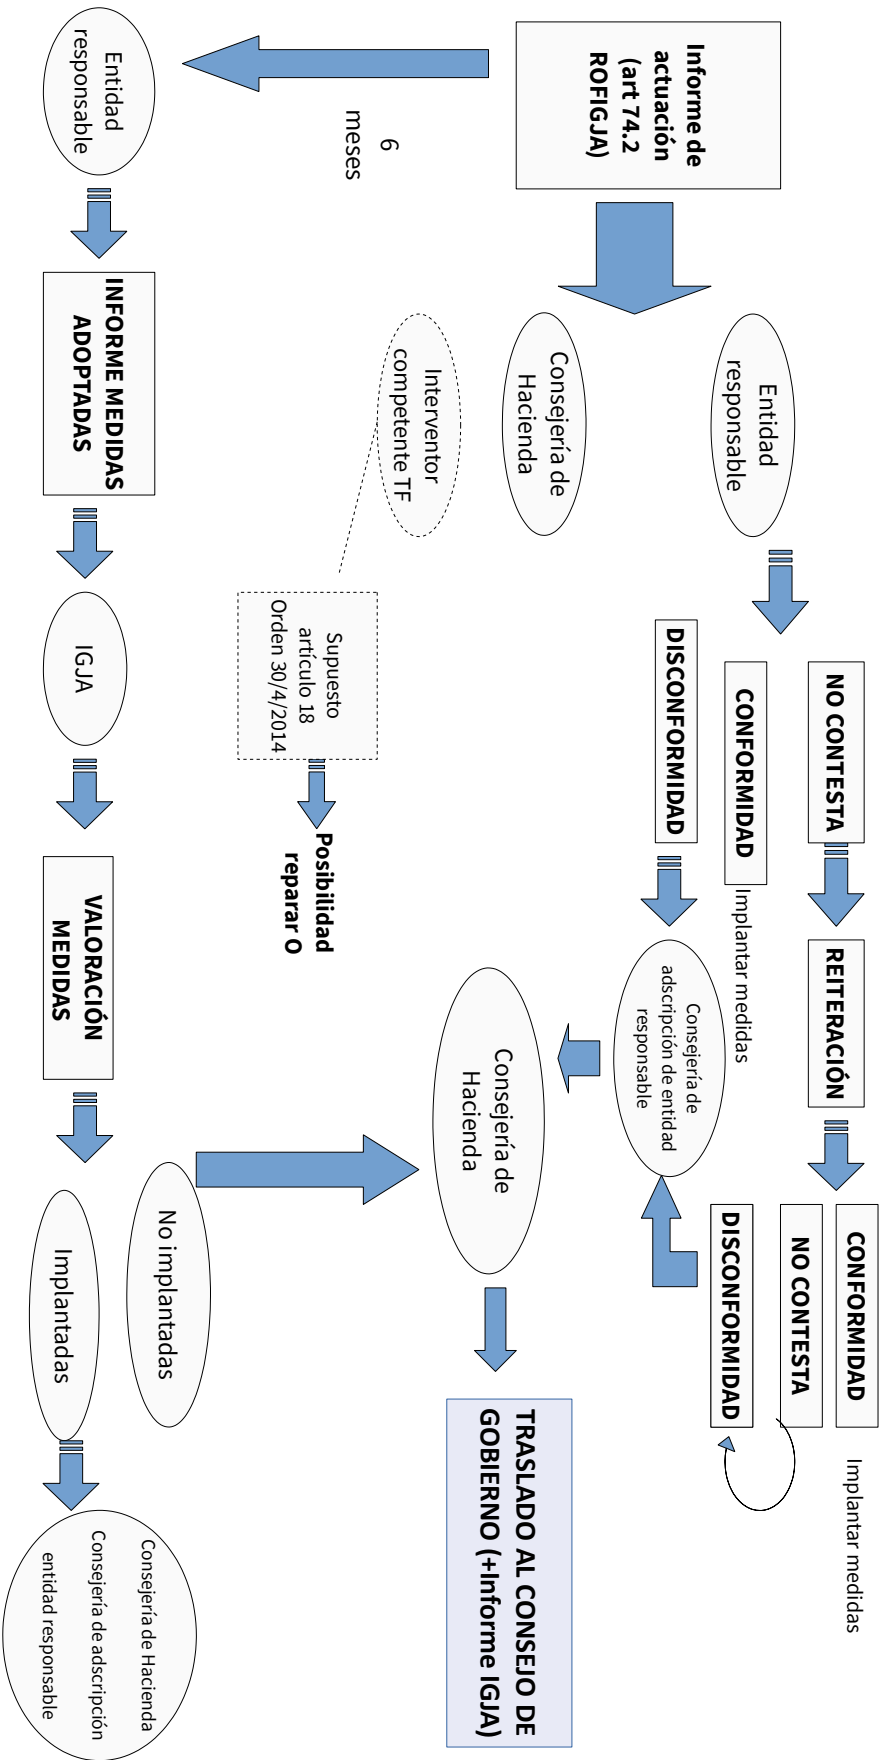 Informe de
actuación
(art 74.2
ROFIGJA)
Entidad
responsable
Consejería de
Hacienda
Interventor
competente TF
Supuesto
artículo 18
Orden 30/4/2014
Posibilidad
reparar O
NO CONTESTA
CONFORMIDAD
Implantar medidas
DISCONFORMIDAD
REITERACIÓN
CONFORMIDAD
Implantar medidas
NO CONTESTA
DISCONFORMIDAD
Consejería de
adscripción de entidad
responsable
Consejería de
Hacienda
TRASLADO AL CONSEJO DE
GOBIERNO (+Informe IGJA)
6
meses
Entidad
responsable
INFORME MEDIDAS
ADOPTADAS
IGJA
VALORACIÓN
MEDIDAS
No implantadas
Implantadas
Consejería de Hacienda
Consejería de adscripción
entidad responsable